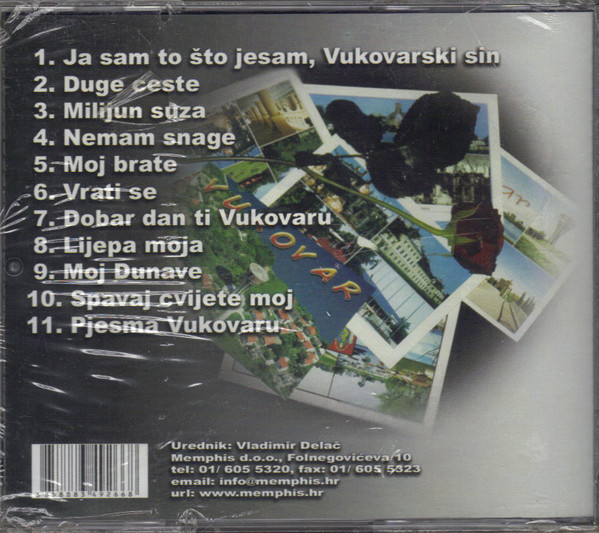 1. Ja sam to što jesam, Vukovarski sin
2. Duge ceste
3. Milijun suza
4. Nemam snage
5. Moj brate
6. Vrati se
7. Dobar dan ti Vukovaru
8. Lijepa moja
9. Moj Dunave
10. Spavaj cvijete moj
11. Pjesma Vukovaru
VUKOVAR
Urednik: Vladimir Delač
Memphis d.o.o., Folnegovićeva 10
tel: 01/ 605 5320, fax: 01/ 605 5323
email: info@memphis.hr
url: www.memphis.hr